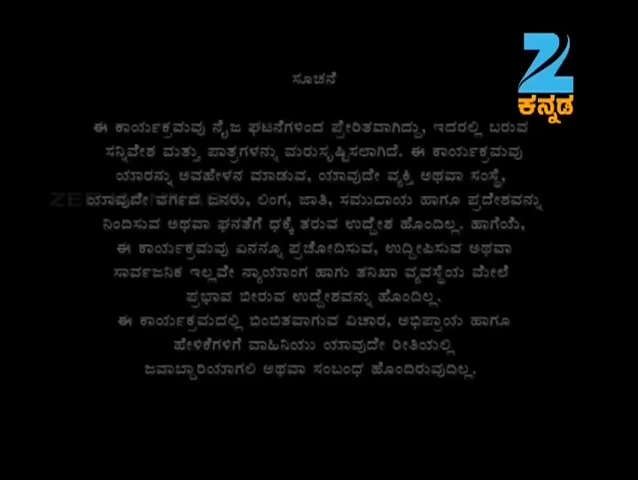 ಕನ್ನಡ
ಸೂಚನೆ
ಈ ಕಾರ್ಯಕ್ರಮವು ನೈಜ ಘಟನೆಗಳಿಂದ ಪ್ರೇರಿತವಾಗಿದ್ದು, ಇದರಲ್ಲಿ ಬರುವ
ಸನ್ನಿವೇಶ ಮತ್ತು ಪಾತ್ರಗಳನ್ನು ಮರುಸೃಷ್ಟಿಸಲಾಗಿದೆ. ಈ ಕಾರ್ಯಕ್ರಮವು
ಯಾರನ್ನು ಅವಹೇಳನ ಮಾಡುವ, ಯಾವುದೇ ವ್ಯಕ್ತಿ ಅಥವಾ ಸಂಸ್ಥೆ,
ಯಾವುದೇ ವರ್ಗದ ಜನರು, ಲಿಂಗ, ಜಾತಿ, ಸಮುದಾಯ ಹಾಗೂ ಪ್ರದೇಶವನ್ನು
ನಿಂದಿಸುವ ಅಥವಾ ಘನತೆಗೆ ಧಕ್ಕೆ ತರುವ ಉದ್ದೇಶ ಹೊಂದಿಲ್ಲ. ಹಾಗೆಯೆ,
ಈ ಕಾರ್ಯಕ್ರಮವು ಏನನ್ನೂ ಪ್ರಚೋದಿಸುವ, ಉದ್ದೀಪಿಸುವ ಅಥವಾ
ಸಾರ್ವಜನಿಕ ಇಲ್ಲವೇ ನ್ಯಾಯಾಂಗ ಹಾಗು ತನಿಖಾ ವ್ಯವಸ್ಥೆಯ ಮೇಲೆ
ಪ್ರಭಾವ ಬೀರುವ ಉದ್ದೇಶವನ್ನು ಹೊಂದಿಲ್ಲ.
ಈ ಕಾರ್ಯಕ್ರಮದಲ್ಲಿ ಬಿಂಬಿತವಾಗುವ ವಿಚಾರ, ಅಭಿಪ್ರಾಯ ಹಾಗೂ
ಹೇಳಿಕೆಗಳಿಗೆ ವಾಹಿನಿಯು ಯಾವುದೇ ರೀತಿಯಲ್ಲಿ
ಜವಾಬ್ದಾರಿಯಾಗಲಿ ಅಥವಾ ಸಂಬಂಧ ಹೊಂದಿರುವುದಿಲ್ಲ.